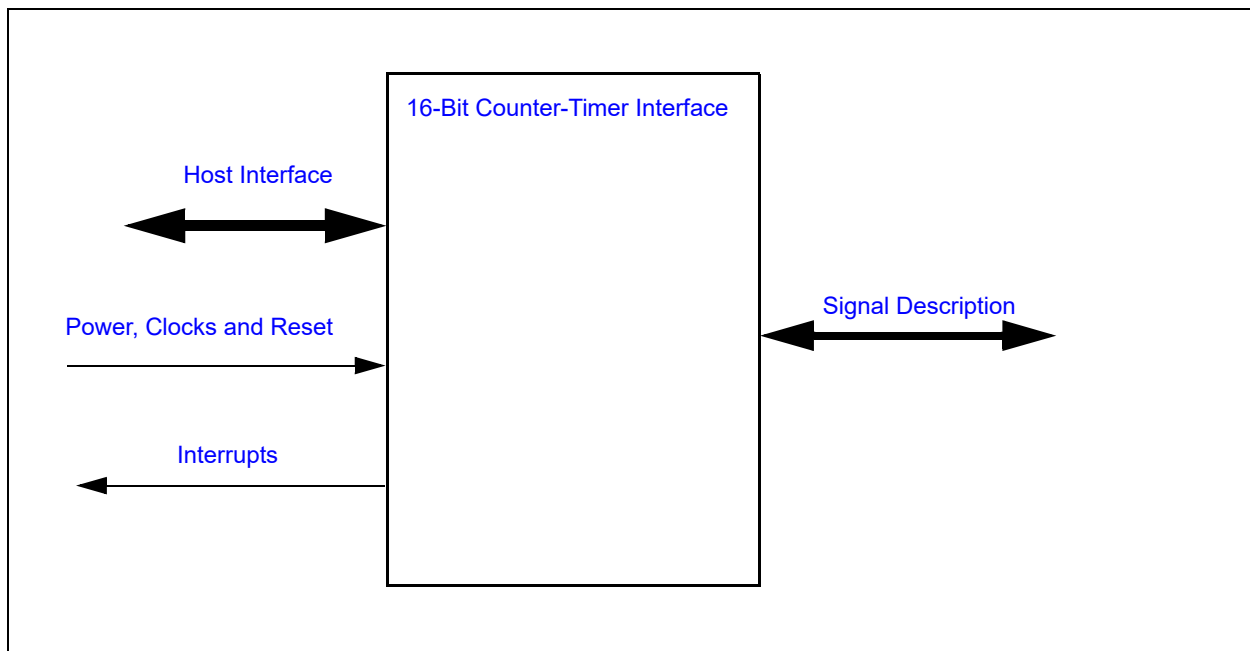 16-Bit Counter-Timer Interface
Host Interface
Signal Description
Power, Clocks and Reset
Interrupts